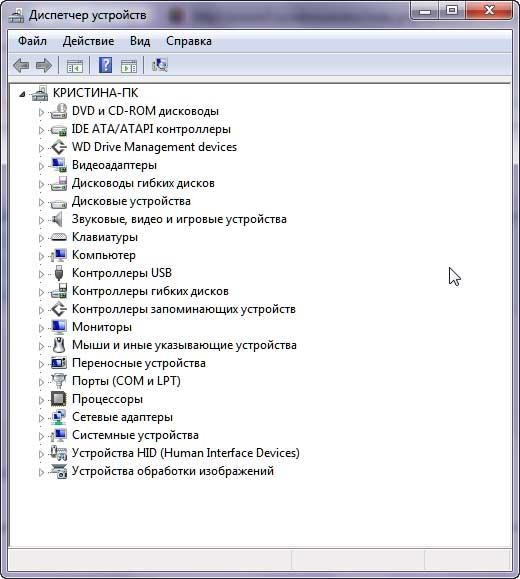 Диспетчер устройств
Файл Действие Вид Справка
КРИСТИНА-ПК
DVD и CD-ROM дисководы
IDE ATA/ATAPI контроллеры
WD Drive Management devices
Видеоадаптеры
Дисководы гибких дисков
Дисковые устройства
Звуковые, видео и игровые устройства
Клавиатуры
Компьютер
Контроллеры USB
Контроллеры гибких дисков
Контроллеры запоминающих устройств
Мониторы
Мыши и иные указывающие устройства
Переносные устройства
Порты (COM и LPT)
Процессоры
Сетевые адаптеры
Системные устройства
Устройства HID (Human Interface Devices)
Устройства обработки изображений